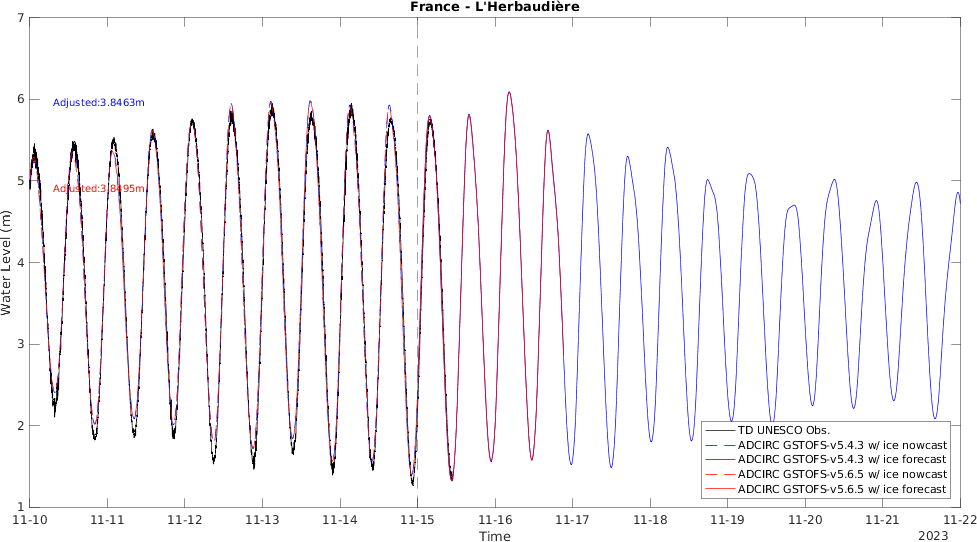 France - L'Herbaudière
7
6
5
4
3
2
1
Water Level (m)
Adjusted:3.8463m
Adjusted:3.8495m
TD UNESCO Obs.
ADCIRC GSTOFS-v5.4.3 w/ ice nowcast
ADCIRC GSTOFS-v5.4.3 w/ ice forecast
ADCIRC GSTOFS-v5.6.5 w/ ice nowcast
ADCIRC GSTOFS-v5.6.5 w/ ice forecast
11-10 11-11 11-12 11-13 11-14 11-15 11-16 11-17 11-18 11-19 11-20 11-21 11-22
Time
2023